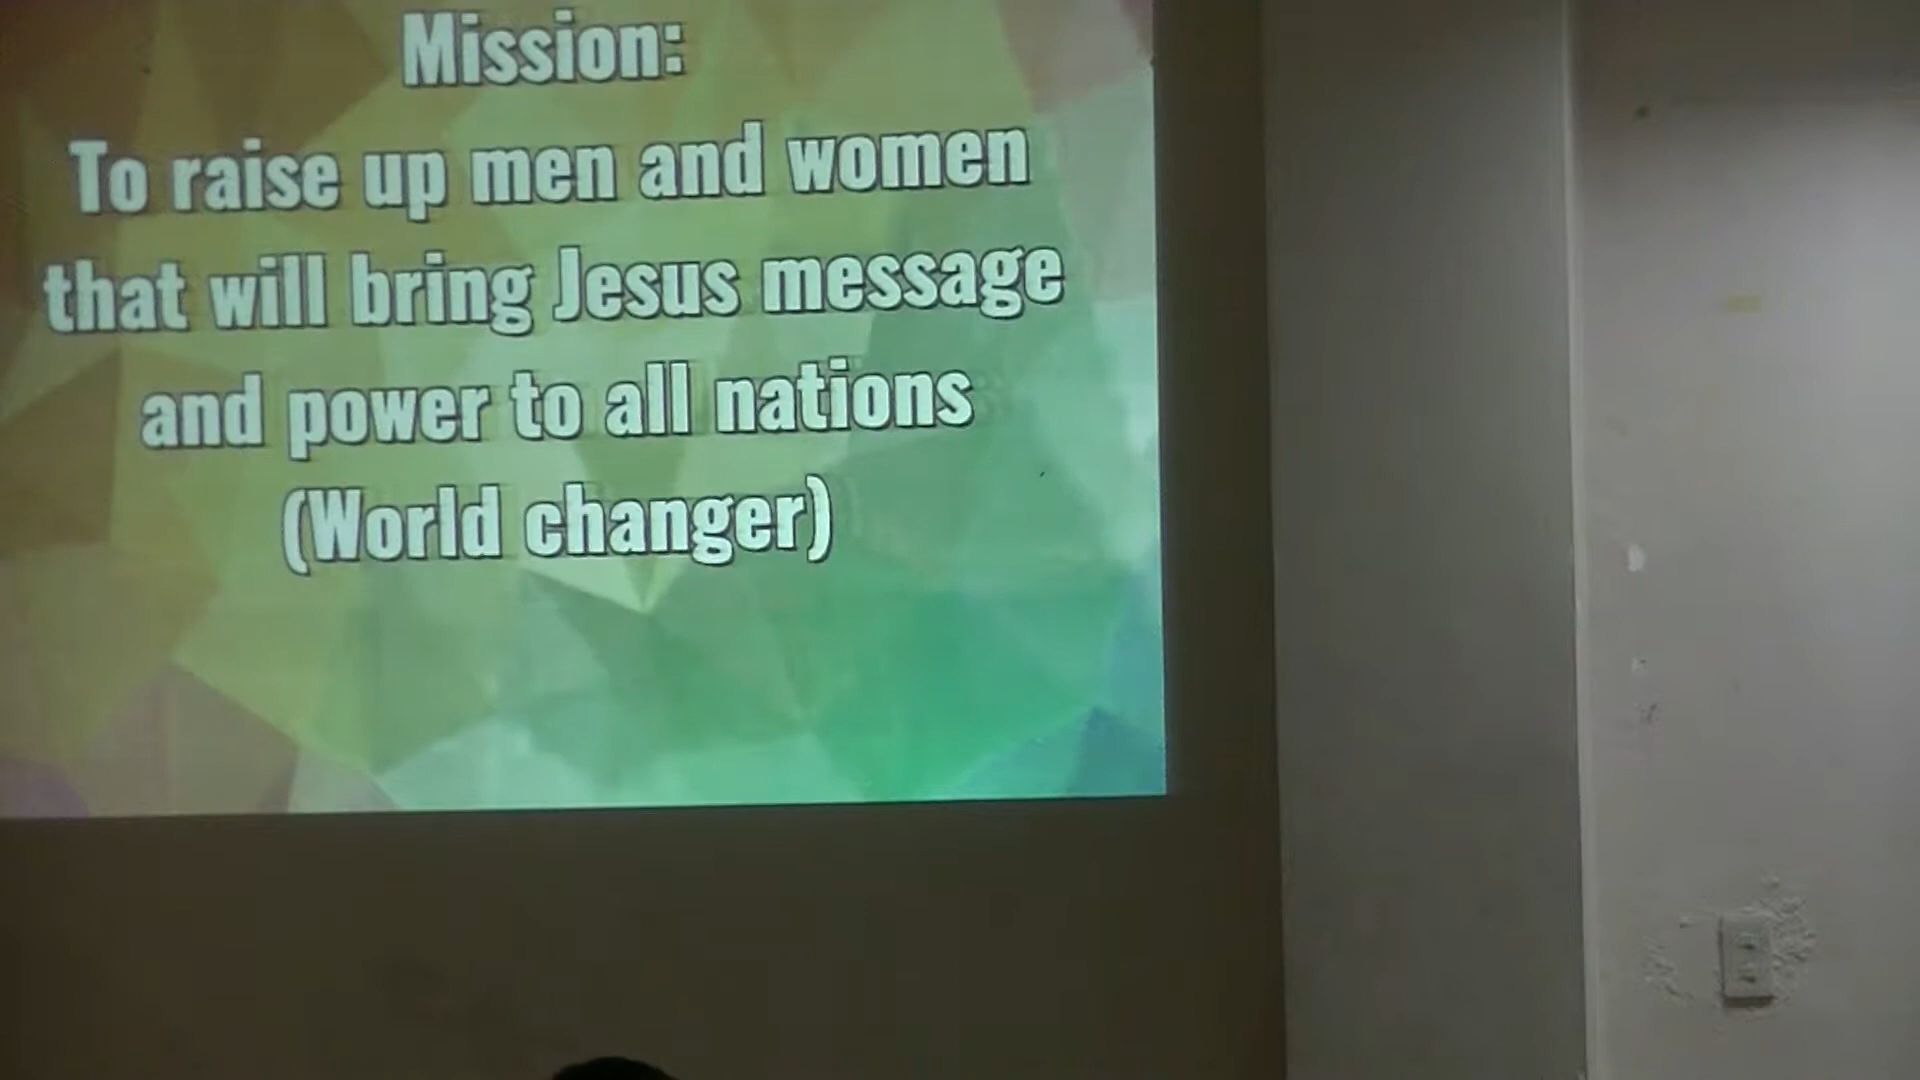 Mission:
To raise up men and women
that will bring Jesus message
and power to all nations
(World changer)